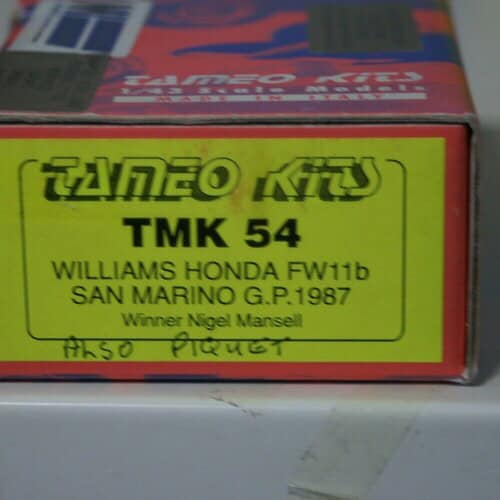 TAMEO KITS
1/43 Scale Models
MADE IN ITALY
TAMEO KITS
TMK 54
WILLIAMS HONDA FW11b
SAN MARINO G.P.1987
Winner Nigel Mansell
ALSO PIQUET